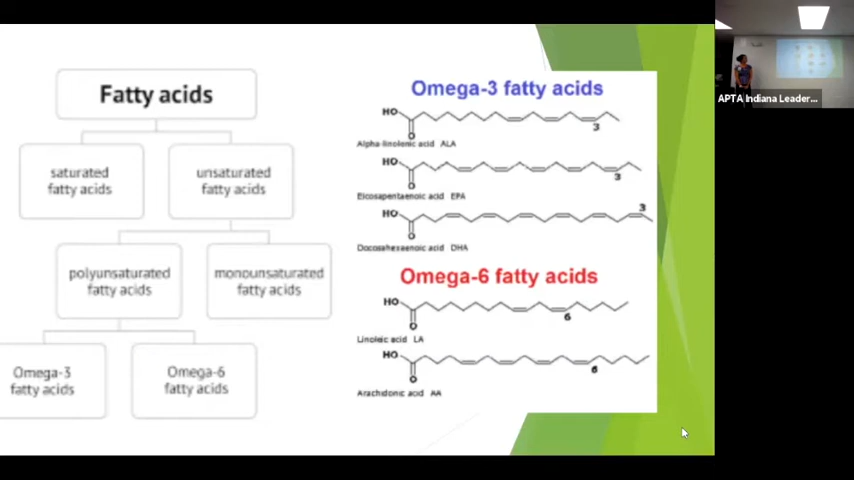 Fatty acids
saturated
fatty acids
unsaturated
fatty acids
polyunsaturated
fatty acids
monounsaturated
fatty acids
Omega-3
fatty acids
Omega-6
fatty acids
Omega-3 fatty acids
HO
O
3
Alpha-linolenic acid ALA
HO
O
3
Eicosapentaenoic acid EPA
HO
O
3
Docosahexaenoic acid DHA
Omega-6 fatty acids
HO
O
6
Linoleic acid LA
HO
O
6
Arachidonic acid AA
APTA Indiana Leader...